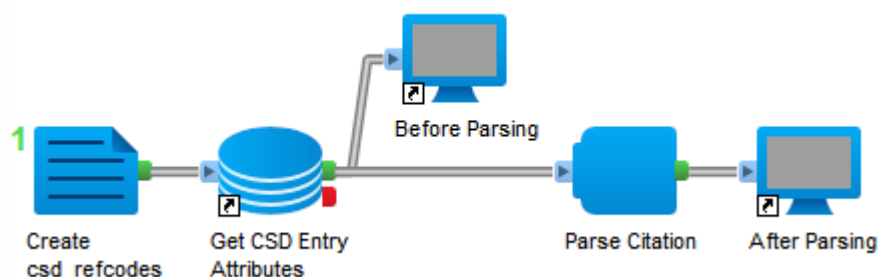 Before Parsing
1
Create
csd_refcodes
Get CSD Entry
Attributes
Parse Citation
After Parsing